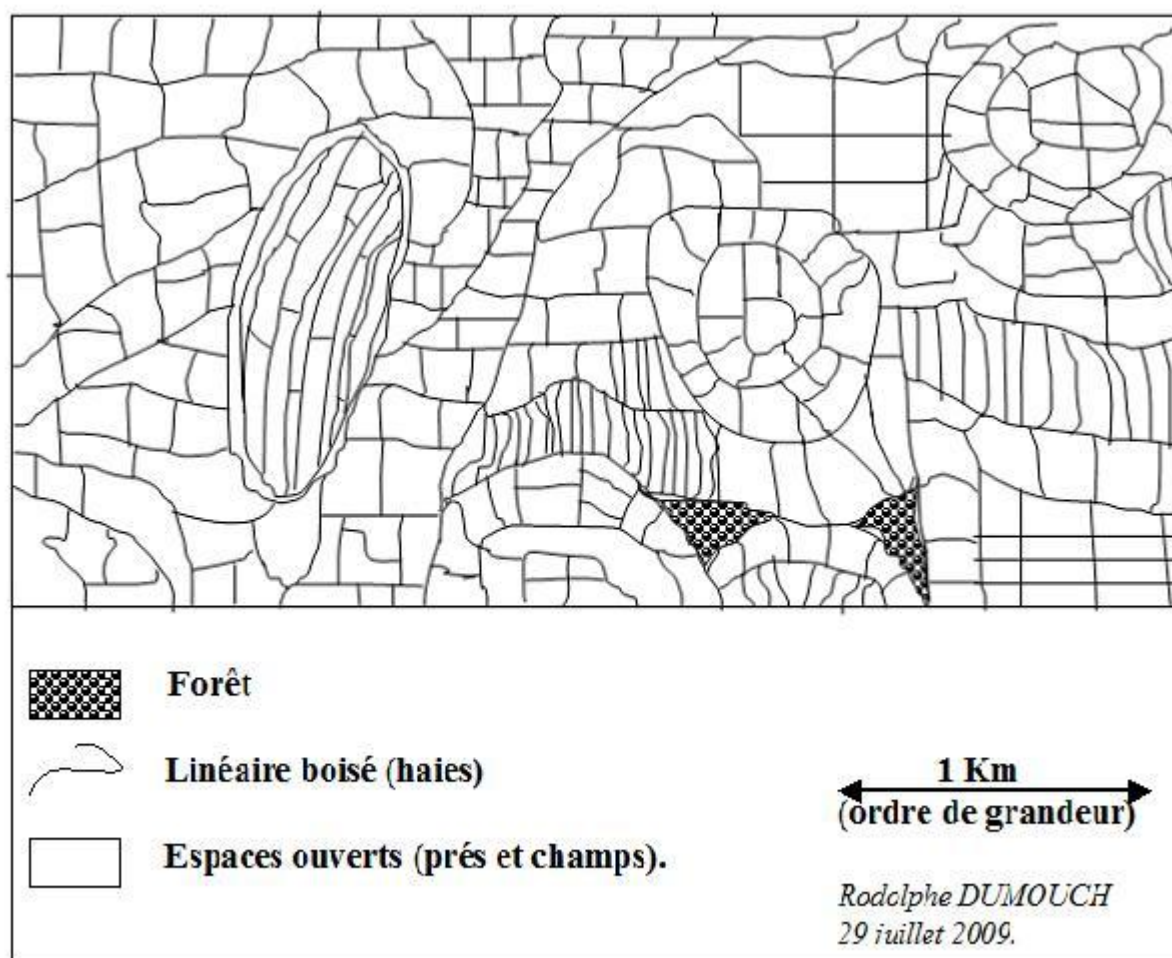 Forêt
Linéaire boisé (haies)
Espaces ouverts (prés et champs).
1 Km
(ordre de grandeur)
Rodolphe DUMOUCH
29 juillet 2009.